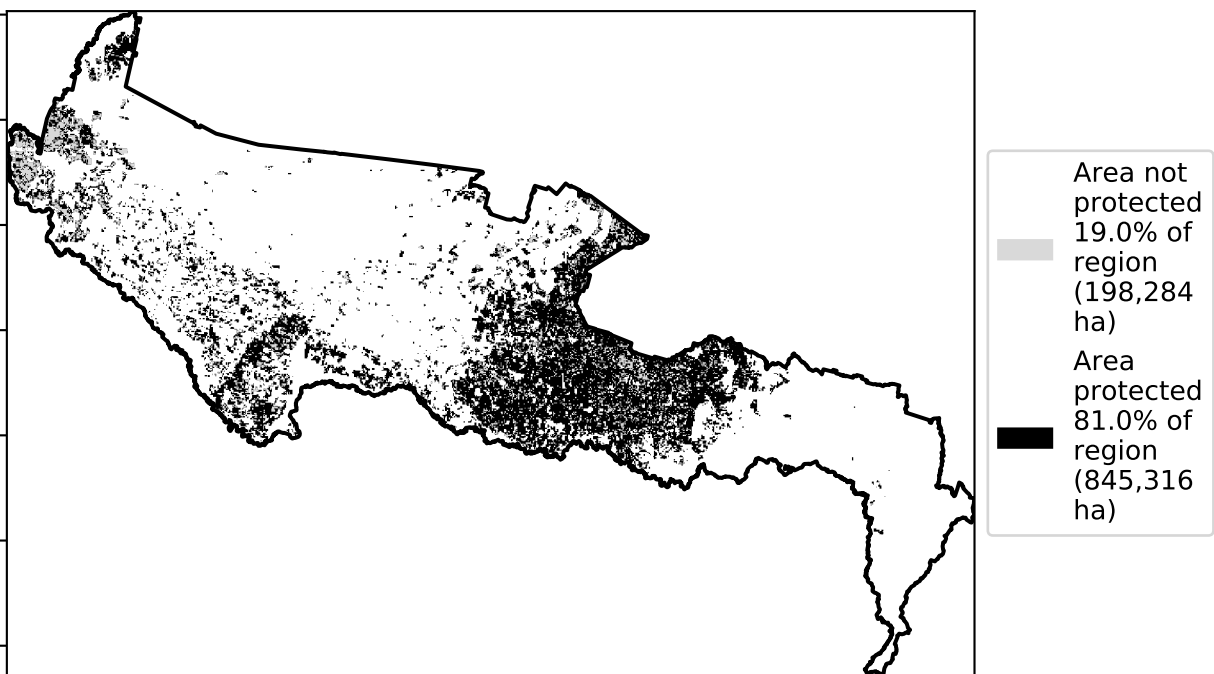 Area not
protected
19.0% of
region
(198,284
ha)
Area
protected
81.0% of
region
(845,316
ha)